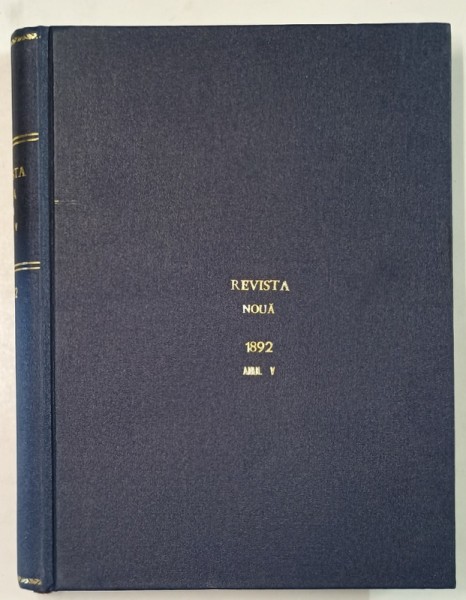 REVISTA
NOUĂ
1892
ANUL V